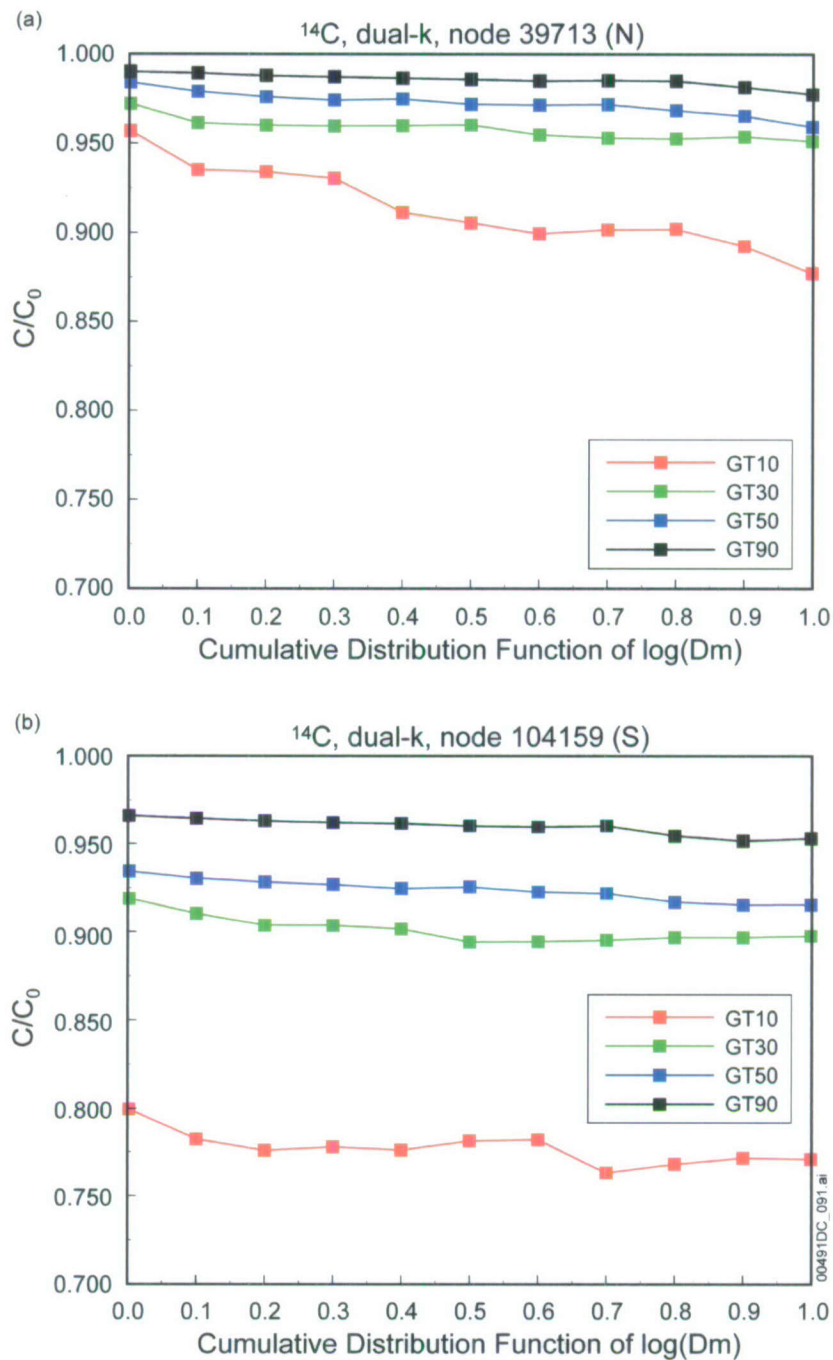 (a)
¹⁴C, dual-k, node 39713 (N)
1.000
0.950
0.900
0.850
0.800
0.750
0.700
C/C₀
GT10
GT30
GT50
GT90
0.0 0.1 0.2 0.3 0.4 0.5 0.6 0.7 0.8 0.9 1.0
Cumulative Distribution Function of log(Dm)
(b)
¹⁴C, dual-k, node 104159 (S)
1.000
0.950
0.900
0.850
0.800
0.750
0.700
C/C₀
GT10
GT30
GT50
GT90
00491DC_091.ai
0.0 0.1 0.2 0.3 0.4 0.5 0.6 0.7 0.8 0.9 1.0
Cumulative Distribution Function of log(Dm)